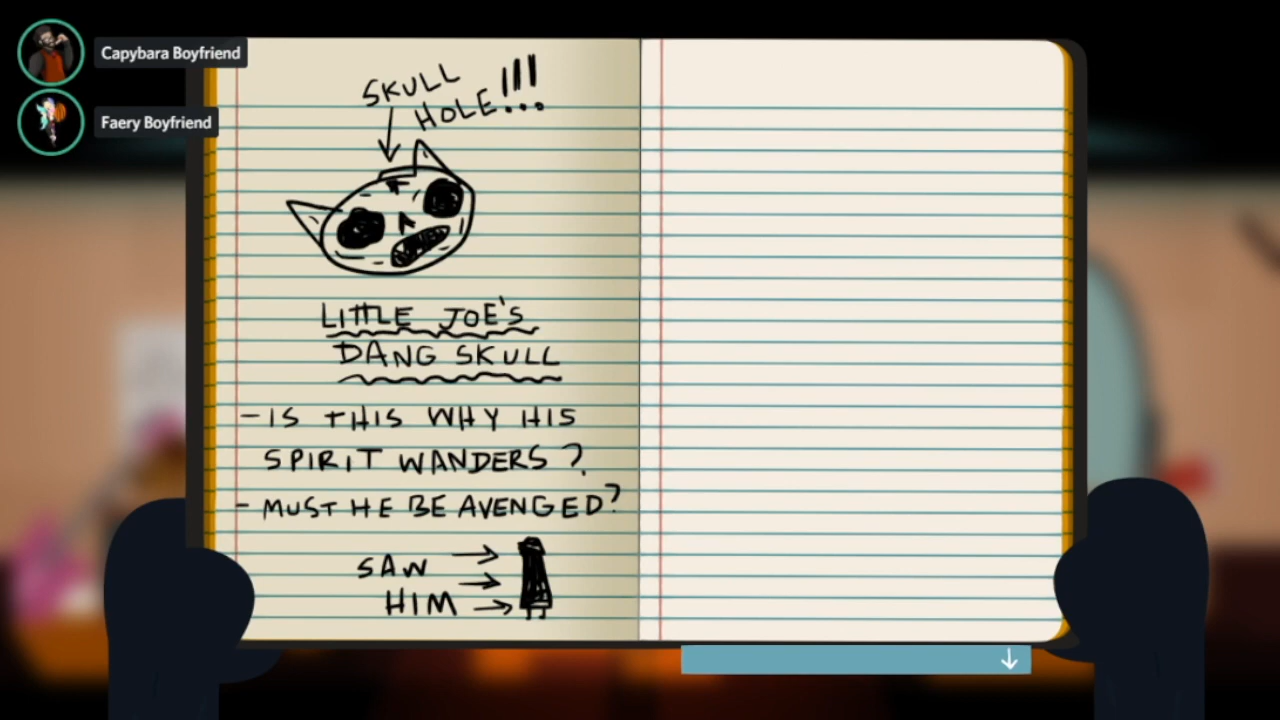 Capybara Boyfriend
Faery Boyfriend
SKULL
HOLE!!!
LITTLE JOE'S
DANG SKULL
- IS THIS WHY HIS
SPIRIT WANDERS?
- MUST HE BE AVENGED?
SAW
HIM